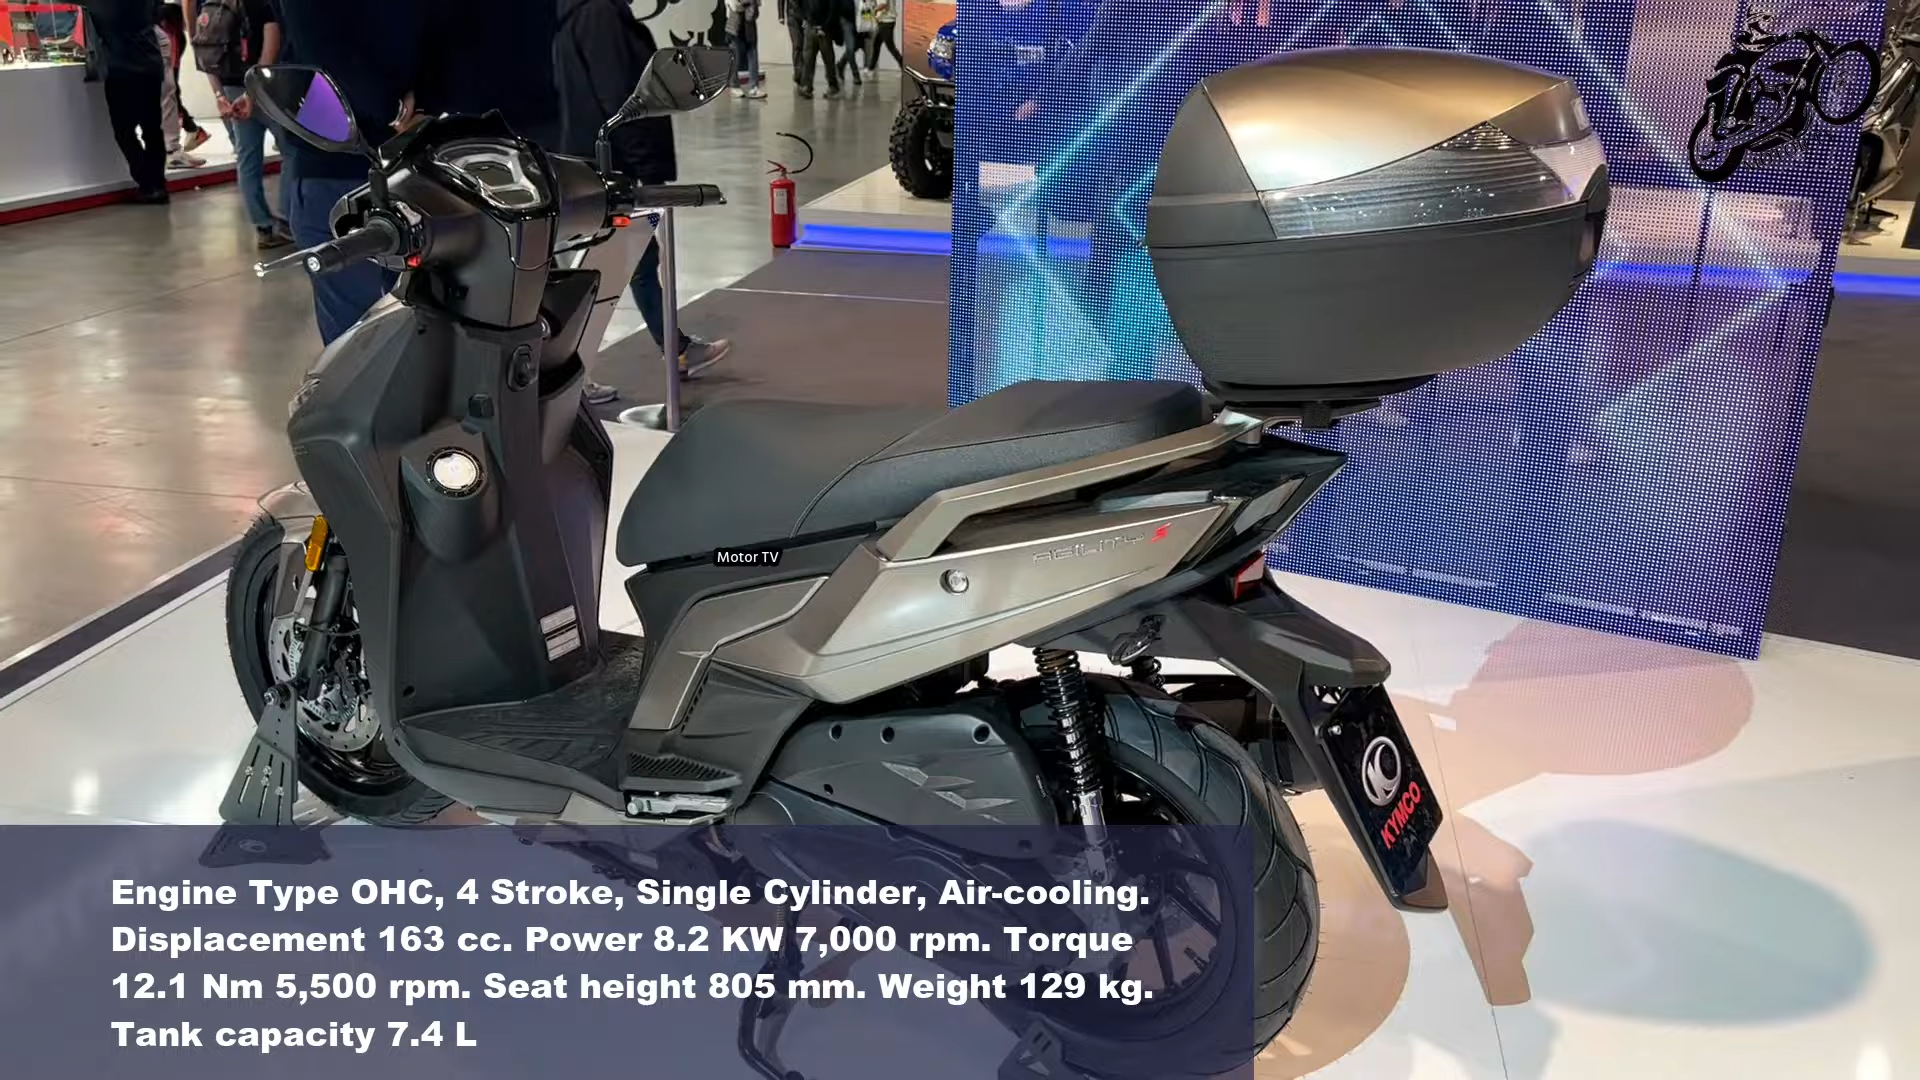 AGILITY S
Motor TV
KYMCO
Engine Type OHC, 4 Stroke, Single Cylinder, Air-cooling.
Displacement 163 cc. Power 8.2 KW 7,000 rpm. Torque
12.1 Nm 5,500 rpm. Seat height 805 mm. Weight 129 kg.
Tank capacity 7.4 L